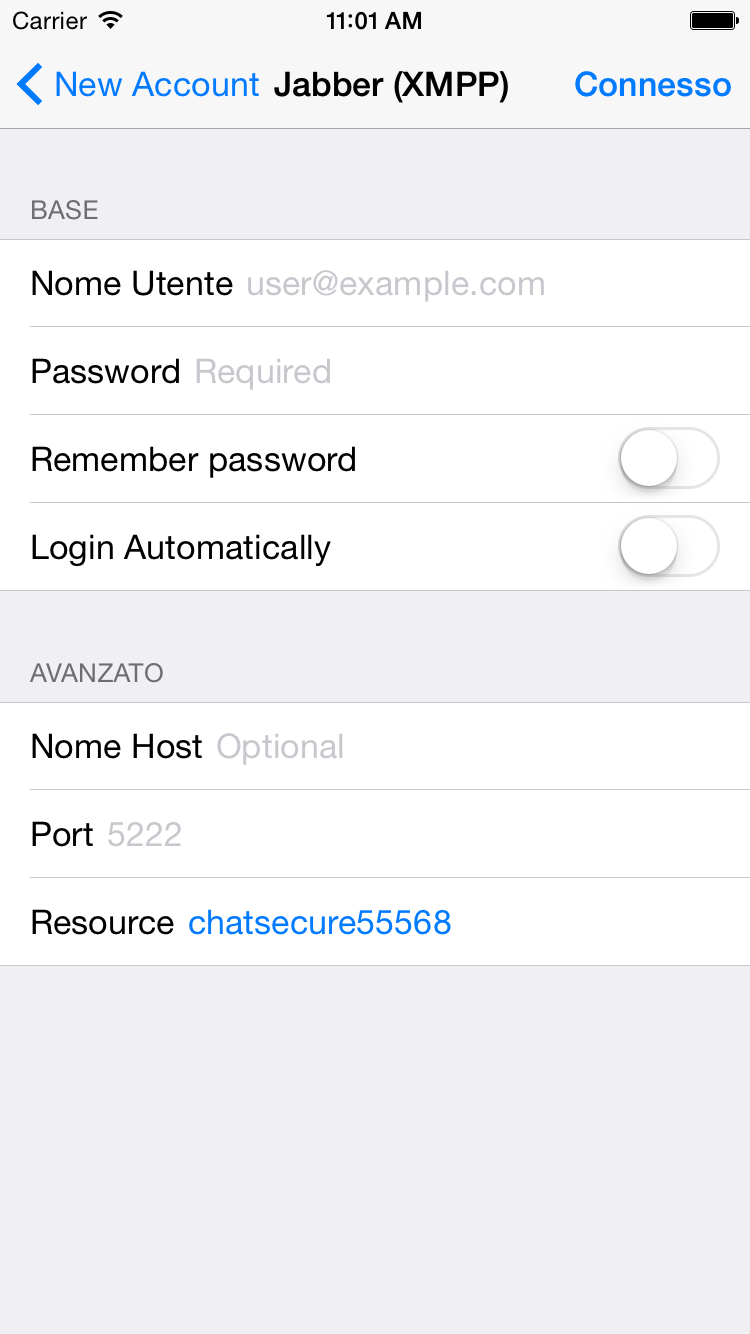 Carrier 11:01 AM
New Account Jabber (XMPP) Connesso
BASE
Nome Utente user@example.com
Password Required
Remember password
Login Automatically
AVANZATO
Nome Host Optional
Port 5222
Resource chatsecure55568